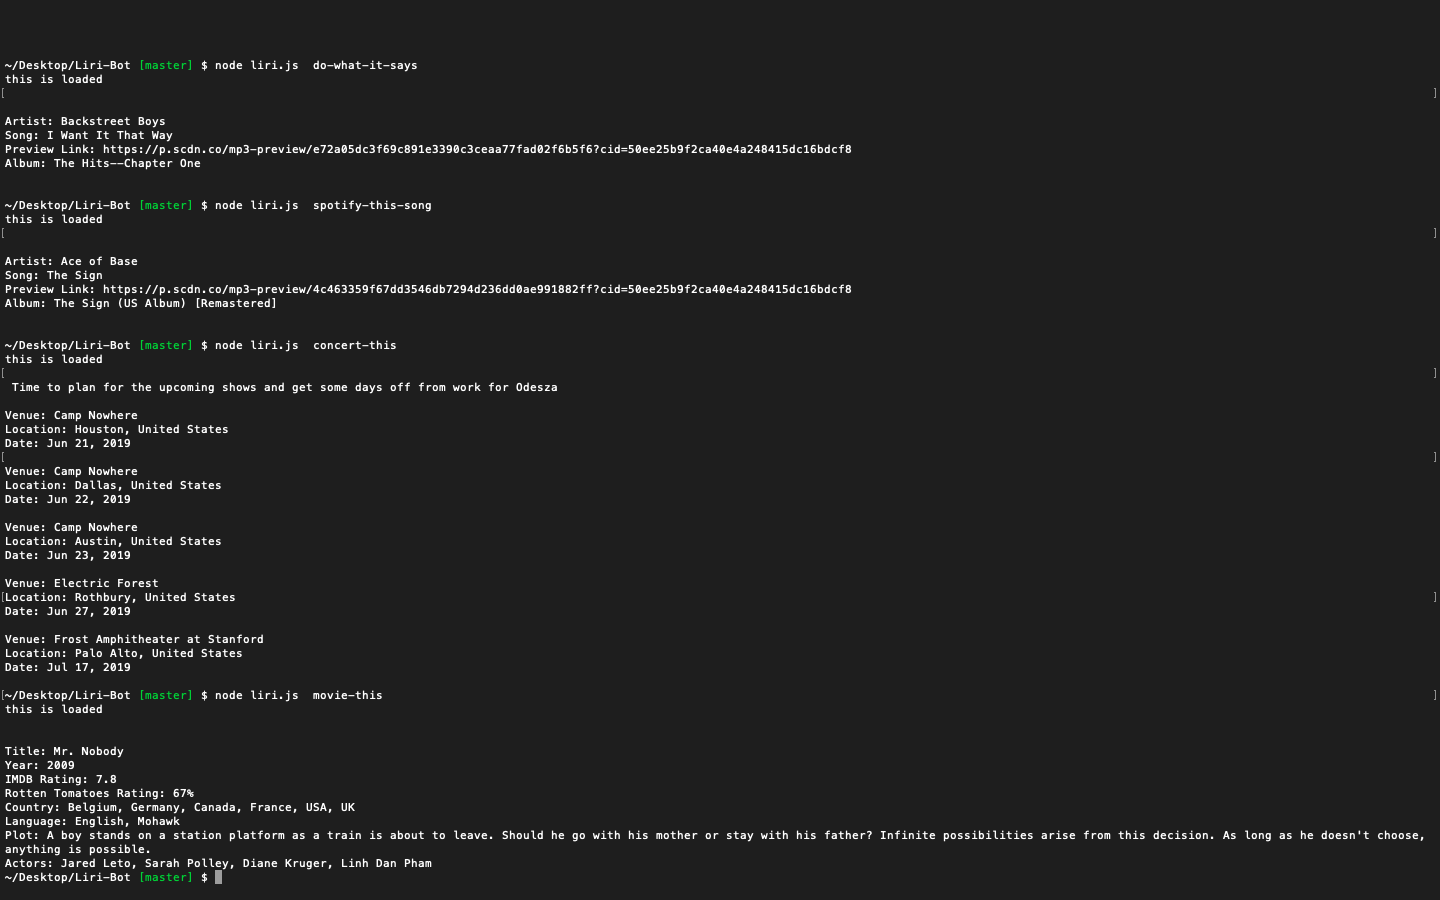 ~/Desktop/Liri-Bot [master] $ node liri.js  do-what-it-says
this is loaded
[ ]
Artist: Backstreet Boys
Song: I Want It That Way
Preview Link: https://p.scdn.co/mp3-preview/e72a05dc3f69c891e3390c3ceaa77fad02f6b5f6?cid=50ee25b9f2ca40e4a248415dc16bdcf8
Album: The Hits--Chapter One
~/Desktop/Liri-Bot [master] $ node liri.js  spotify-this-song
this is loaded
[ ]
Artist: Ace of Base
Song: The Sign
Preview Link: https://p.scdn.co/mp3-preview/4c463359f67dd3546db7294d236dd0ae991882ff?cid=50ee25b9f2ca40e4a248415dc16bdcf8
Album: The Sign (US Album) [Remastered]
~/Desktop/Liri-Bot [master] $ node liri.js  concert-this
this is loaded
[ ]
Time to plan for the upcoming shows and get some days off from work for Odesza
Venue: Camp Nowhere
Location: Houston, United States
Date: Jun 21, 2019
[ ]
Venue: Camp Nowhere
Location: Dallas, United States
Date: Jun 22, 2019
Venue: Camp Nowhere
Location: Austin, United States
Date: Jun 23, 2019
Venue: Electric Forest
[Location: Rothbury, United States ]
Date: Jun 27, 2019
Venue: Frost Amphitheater at Stanford
Location: Palo Alto, United States
Date: Jul 17, 2019
[~/Desktop/Liri-Bot [master] $ node liri.js  movie-this ]
this is loaded
Title: Mr. Nobody
Year: 2009
IMDB Rating: 7.8
Rotten Tomatoes Rating: 67%
Country: Belgium, Germany, Canada, France, USA, UK
Language: English, Mohawk
Plot: A boy stands on a station platform as a train is about to leave. Should he go with his mother or stay with his father? Infinite possibilities arise from this decision. As long as he doesn't choose,
anything is possible.
Actors: Jared Leto, Sarah Polley, Diane Kruger, Linh Dan Pham
~/Desktop/Liri-Bot [master] $